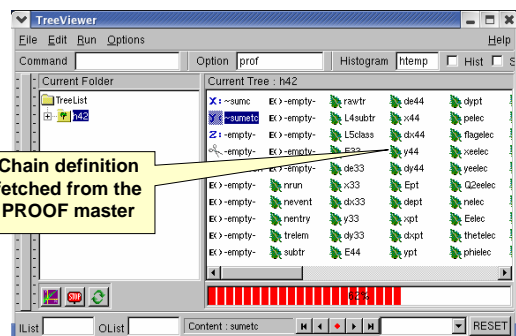 TreeViewer
File Edit Run Options Help
Command Option prof Histogram htemp Hist
Current Folder Current Tree : h42
TreeList
h42
X: ~sumc E() -empty- rawtr de44 dypt
Y: ~sumetc E() -empty- L4subtr x44 pelec
Z: -empty- E() -empty- L5class dx44 flagelec
-empty- E33 y44 xeelec
E() -empty- de33 dy44 yeelec
E() -empty- nrun x33 Ept Q2eelec
E() -empty- nevent dx33 dept nelec
E() -empty- nentry y33 xpt Eelec
E() -empty- trelem dy33 dxpt thetelec
E() -empty- subtr E44 ypt phielec
Chain definition
fetched from the
PROOF master
STOP
62%
IList OList Content : sumetc RESET